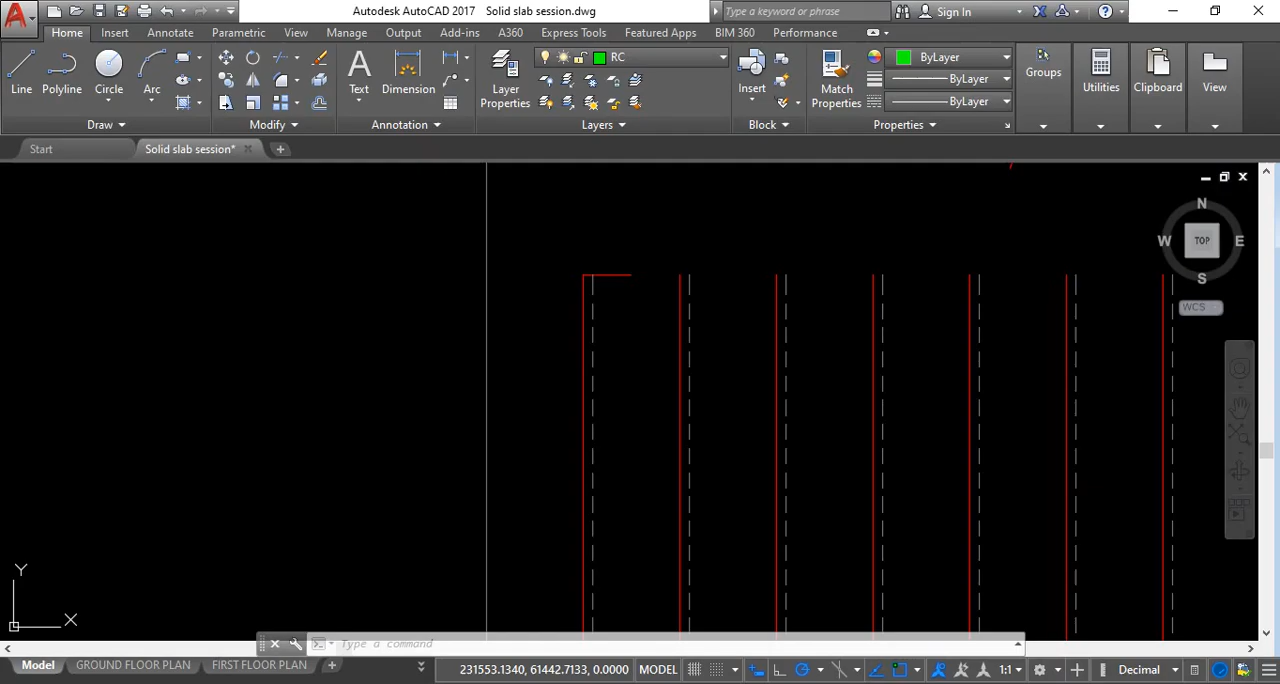 Autodesk AutoCAD 2017 Solid slab session.dwg
Type a keyword or phrase
Sign In
Home Insert Annotate Parametric View Manage Output Add-ins A360 Express Tools Featured Apps BIM 360 Performance
RC
ByLayer
Line Polyline Circle Arc
Text Dimension
Layer
Properties
Insert
Match
Properties
ByLayer
ByLayer
Groups Utilities Clipboard View
Draw Modify Annotation Layers Block Properties
Start Solid slab session*
N
W TOP E
S
WCS
Y
X
Type a command
Model GROUND FLOOR PLAN FIRST FLOOR PLAN
231553.1340, 61442.7133, 0.0000 MODEL 1:1 Decimal